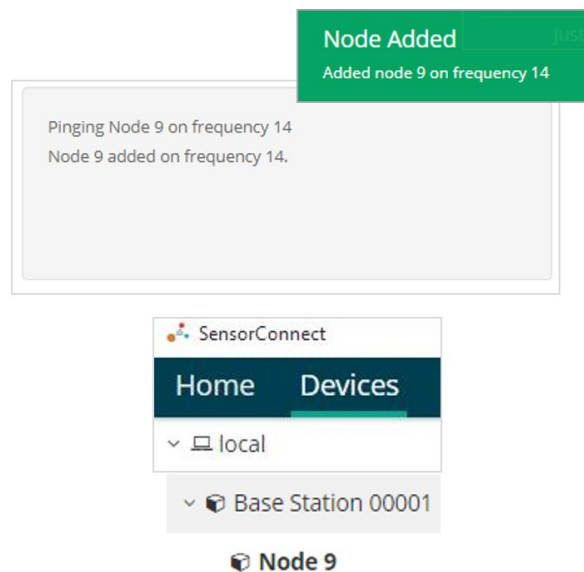 Node Added
Added node 9 on frequency 14
Pinging Node 9 on frequency 14
Node 9 added on frequency 14.
SensorConnect
Home Devices
local
Base Station 00001
Node 9